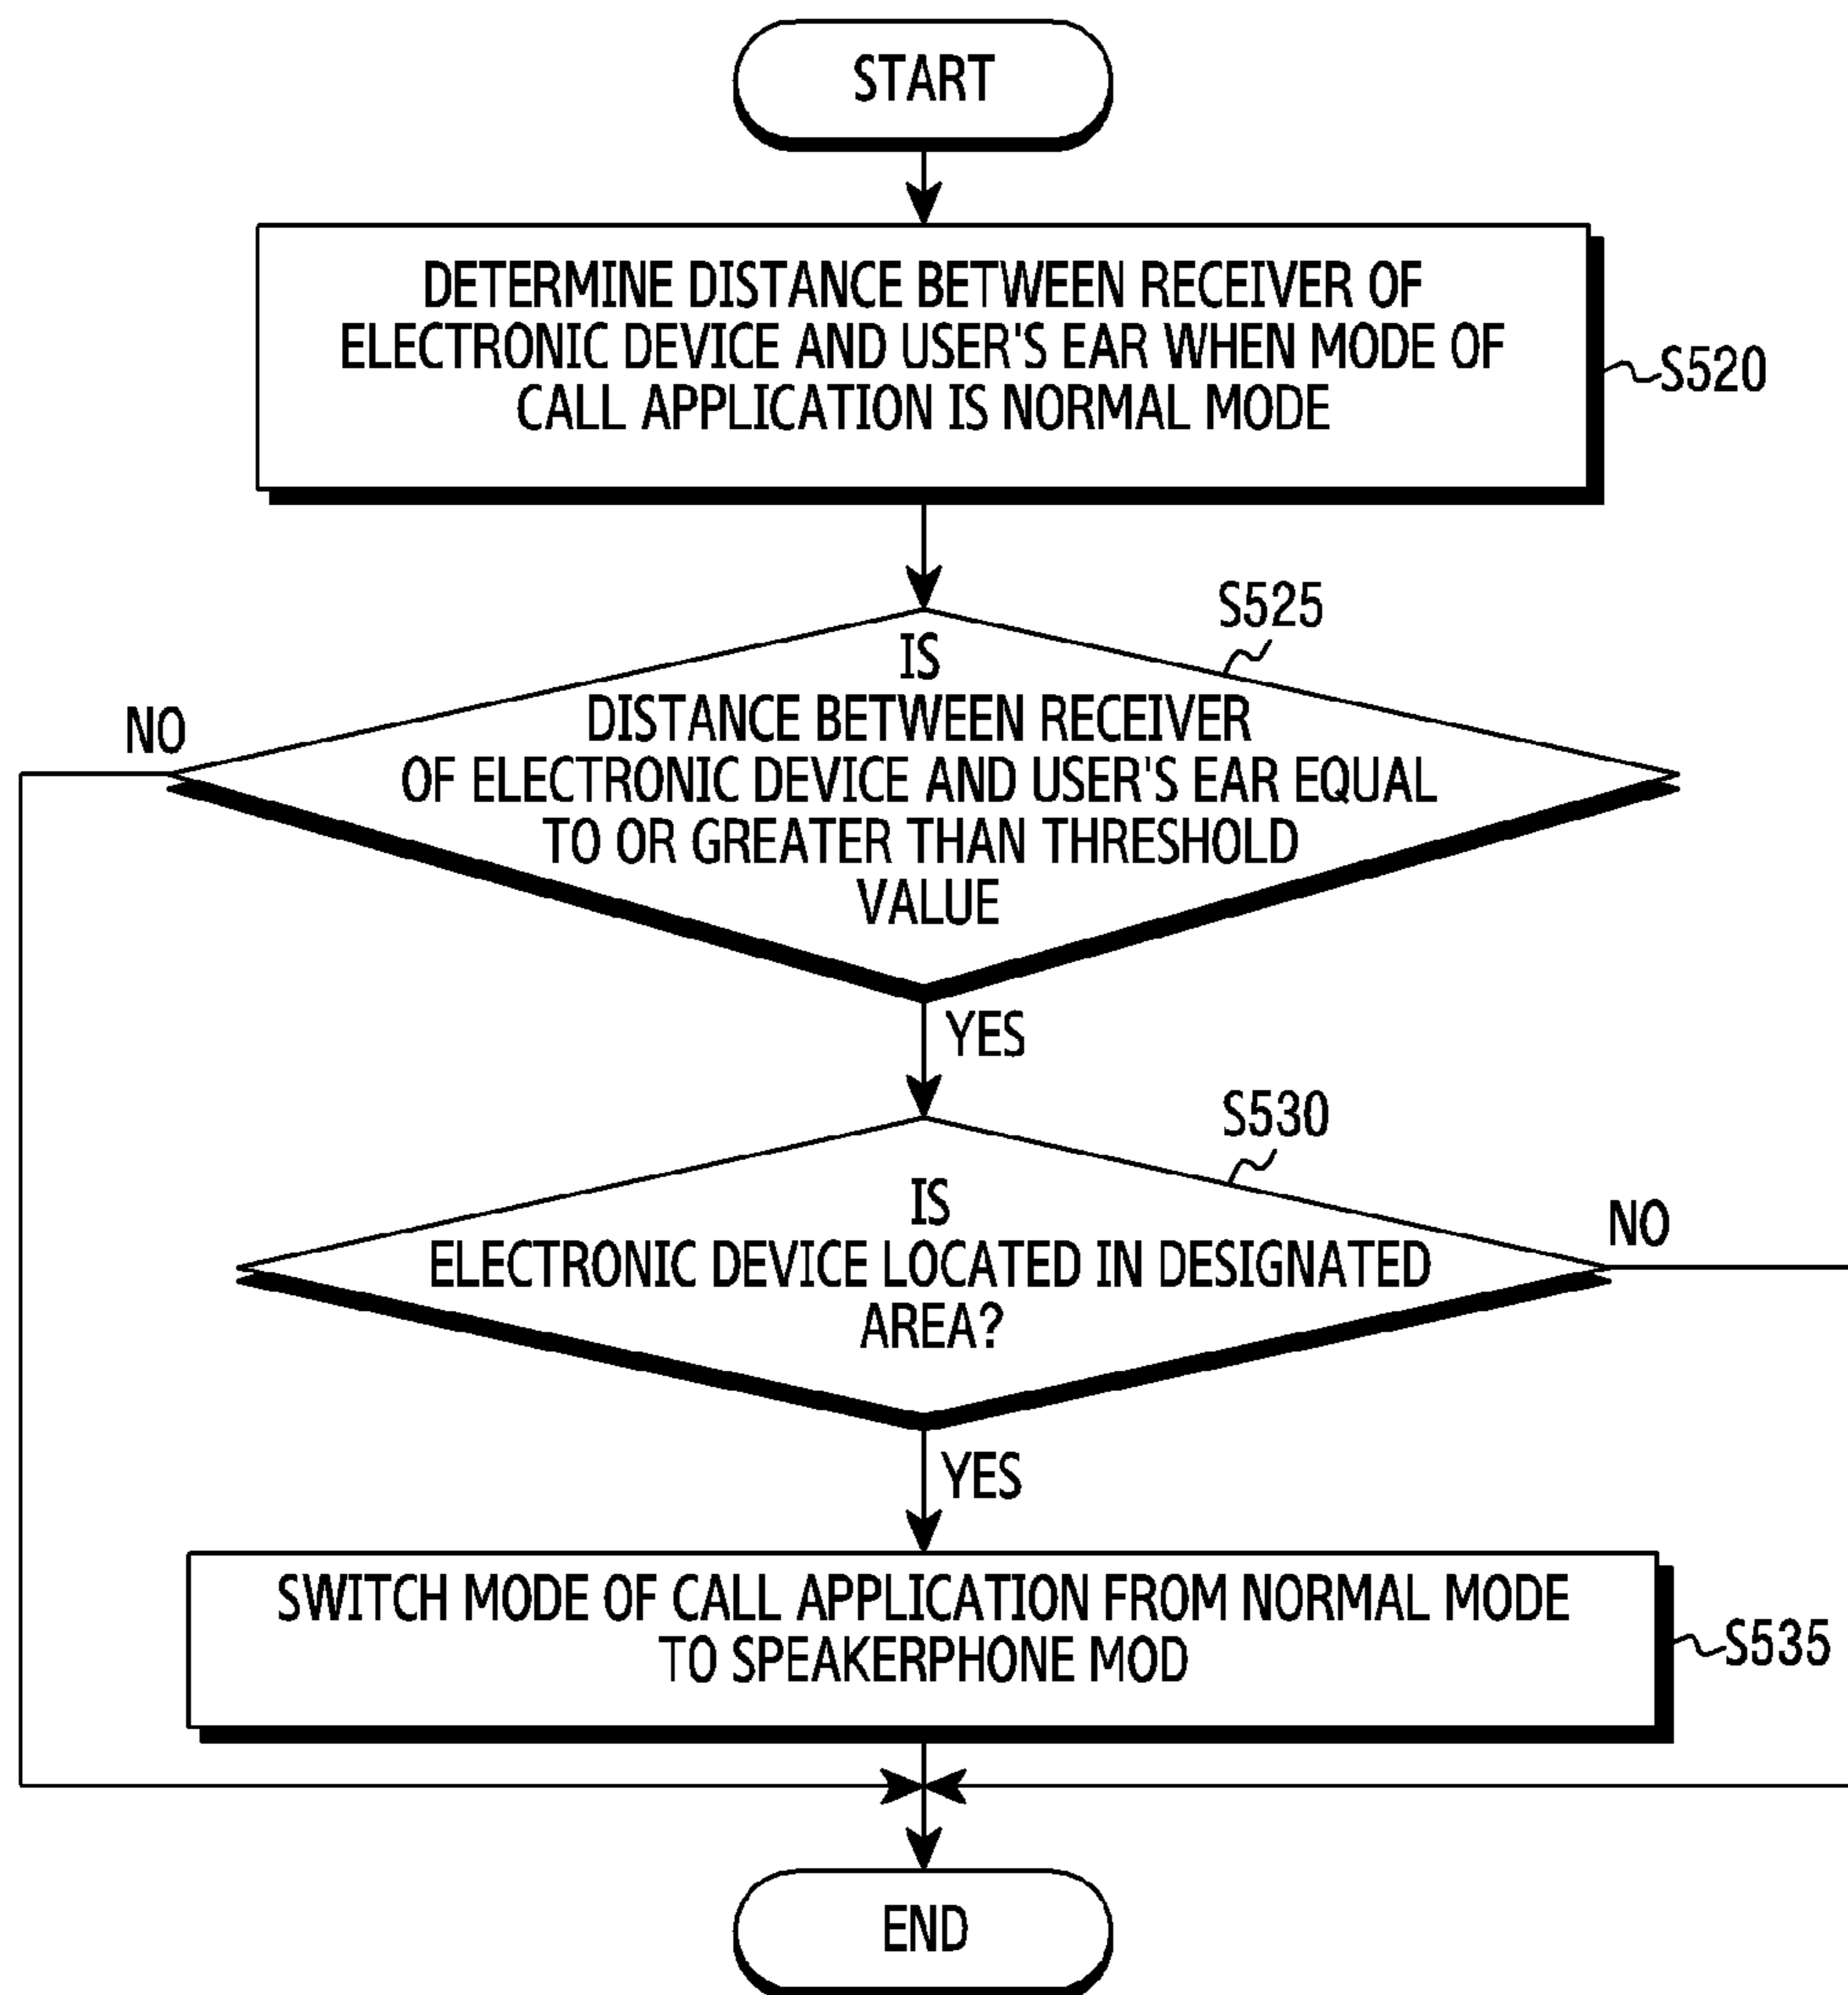 START
DETERMINE DISTANCE BETWEEN RECEIVER OF
ELECTRONIC DEVICE AND USER'S EAR WHEN MODE OF
CALL APPLICATION IS NORMAL MODE
S520
S525
IS
DISTANCE BETWEEN RECEIVER
OF ELECTRONIC DEVICE AND USER'S EAR EQUAL
TO OR GREATER THAN THRESHOLD
VALUE
NO
YES
S530
IS
ELECTRONIC DEVICE LOCATED IN DESIGNATED
AREA?
NO
YES
SWITCH MODE OF CALL APPLICATION FROM NORMAL MODE
TO SPEAKERPHONE MOD
S535
END